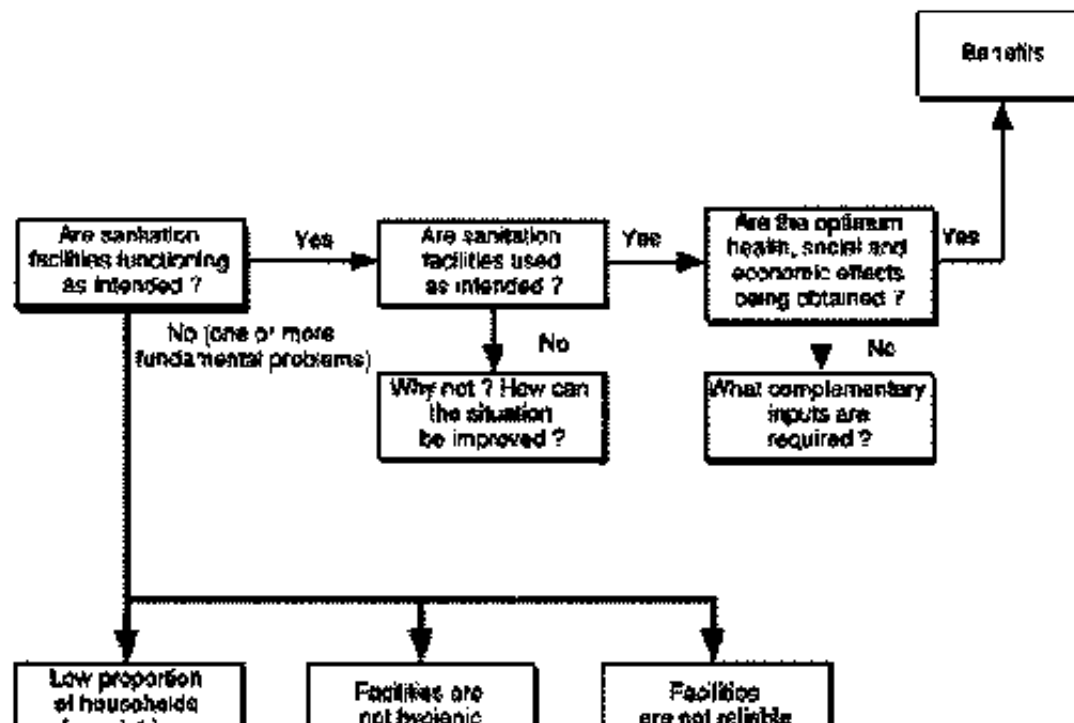 Benefits
Are sanitation
facilities functioning
as intended ?
Yes
Are sanitation
facilities used
as intended ?
Yes
Are the optimum
health, social and
economic effects
being obtained ?
Yes
No (one or more
fundamental problems)
No
Why not ? How can
the situation
be improved ?
No
What complementary
inputs are
required ?
Low proportion
of households
Facilities are
not hygienic
Facilities
are not reliable